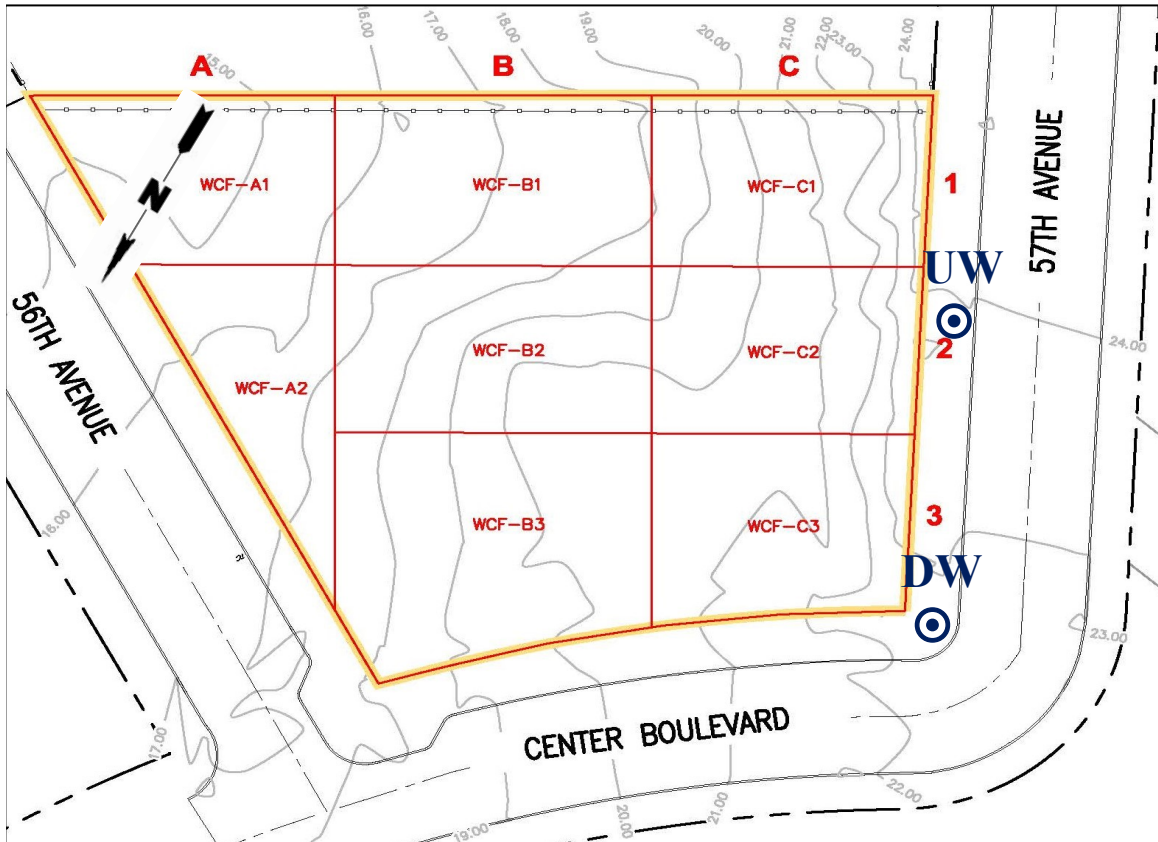 16.00
17.00
18.00
19.00
20.00
21.00
22.00
23.00
24.00
A
B
C
15.00
N
WCF-A1
WCF-B1
WCF-C1
1
57TH AVENUE
UW
2
24.00
56TH AVENUE
WCF-A2
WCF-B2
WCF-C2
16.00
WCF-B3
WCF-C3
3
DW
23.00
17.00
CENTER BOULEVARD
22.00
21.00
20.00
19.00